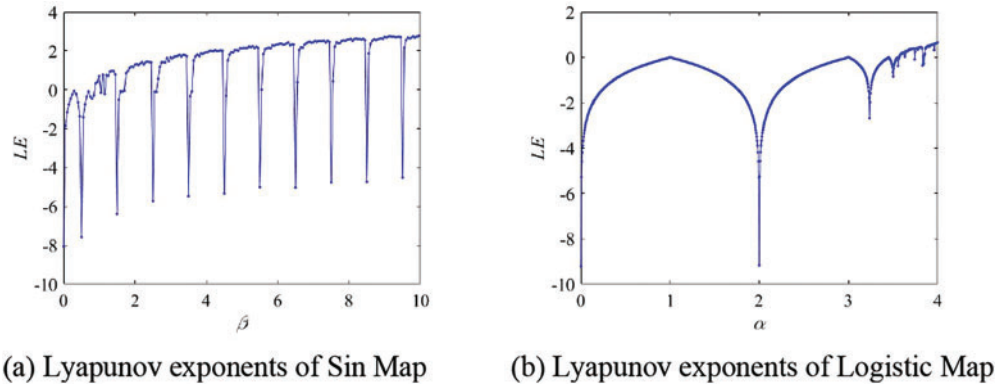 4
2
0
-2
-4
-6
-8
-10
LE
0 2 4 6 8 10
β
2
0
-2
-4
-6
-8
-10
LE
0 1 2 3 4
α
(a) Lyapunov exponents of Sin Map
(b) Lyapunov exponents of Logistic Map